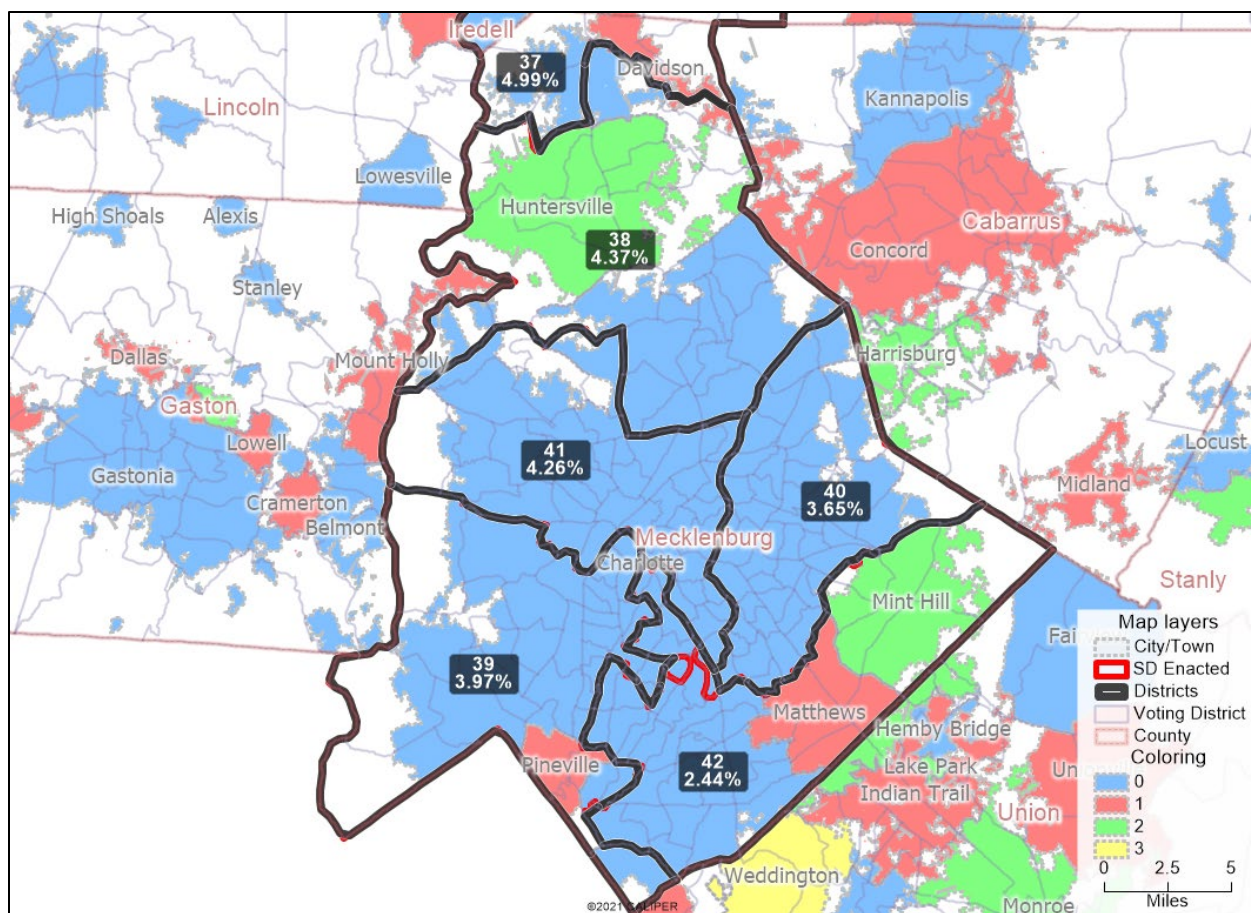 Iredell
37
4.99%
Davidson
Kannapolis
Lincoln
Lowesville
High Shoals
Alexis
Huntersville
38
4.37%
Cabarrus
Concord
Stanley
Dallas
Mount Holly
Harrisburg
Gaston
Lowell
41
4.26%
Gastonia
Cramerton
Belmont
40
3.65%
Midland
Locust
Mecklenburg
Charlotte
Stanly
Mint Hill
39
3.97%
Matthews
Hemby Bridge
Pineville
42
2.44%
Lake Park
Indian Trail
Union
Weddington
Monroe
Map layers
City/Town
SD Enacted
Districts
Voting District
County
Coloring
0
1
2
3
0 2.5 5
Miles
©2021 CALIPER